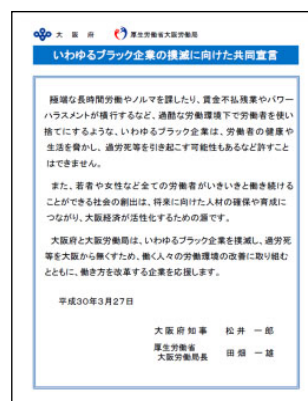 大阪府 厚生労働省大阪労働局
いわゆるブラック企業の撲滅に向けた共同宣言
極端な長時間労働やノルマを課したり、賃金不払残業やパワー
ハラスメントが横行するなど、過酷な労働環境下で労働者を使い
捨てにするような、いわゆるブラック企業は、労働者の健康や
生活を脅かし、過労死等を引き起こす可能性もあるなど許すこと
はできません。
また、若者や女性など全ての労働者がいきいきと働き続ける
ことができる社会の創出は、将来に向けた人材の確保や育成に
つながり、大阪経済が活性化するための源です。
大阪府と大阪労働局は、いわゆるブラック企業を撲滅し、過労死
等を大阪から無くすため、働く人々の労働環境の改善に取り組む
とともに、働き方を改革する企業を応援します。
平成30年3月27日
大阪府知事 松井 一郎
厚生労働省
大阪労働局長 田畑 一雄